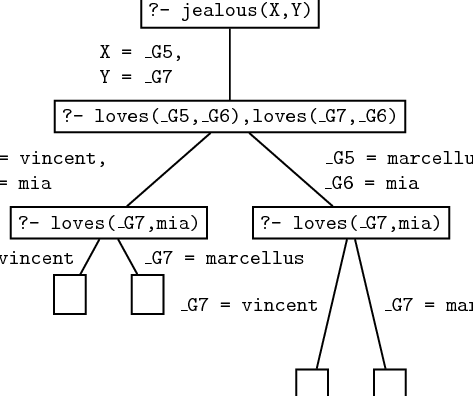 ?- jealous(X,Y)
X = _G5,
Y = _G7
?- loves(_G5,_G6),loves(_G7,_G6)
= vincent,
= mia
_G5 = marcellu
_G6 = mia
?- loves(_G7,mia)
?- loves(_G7,mia)
vincent
_G7 = marcellus
_G7 = vincent
_G7 = mar